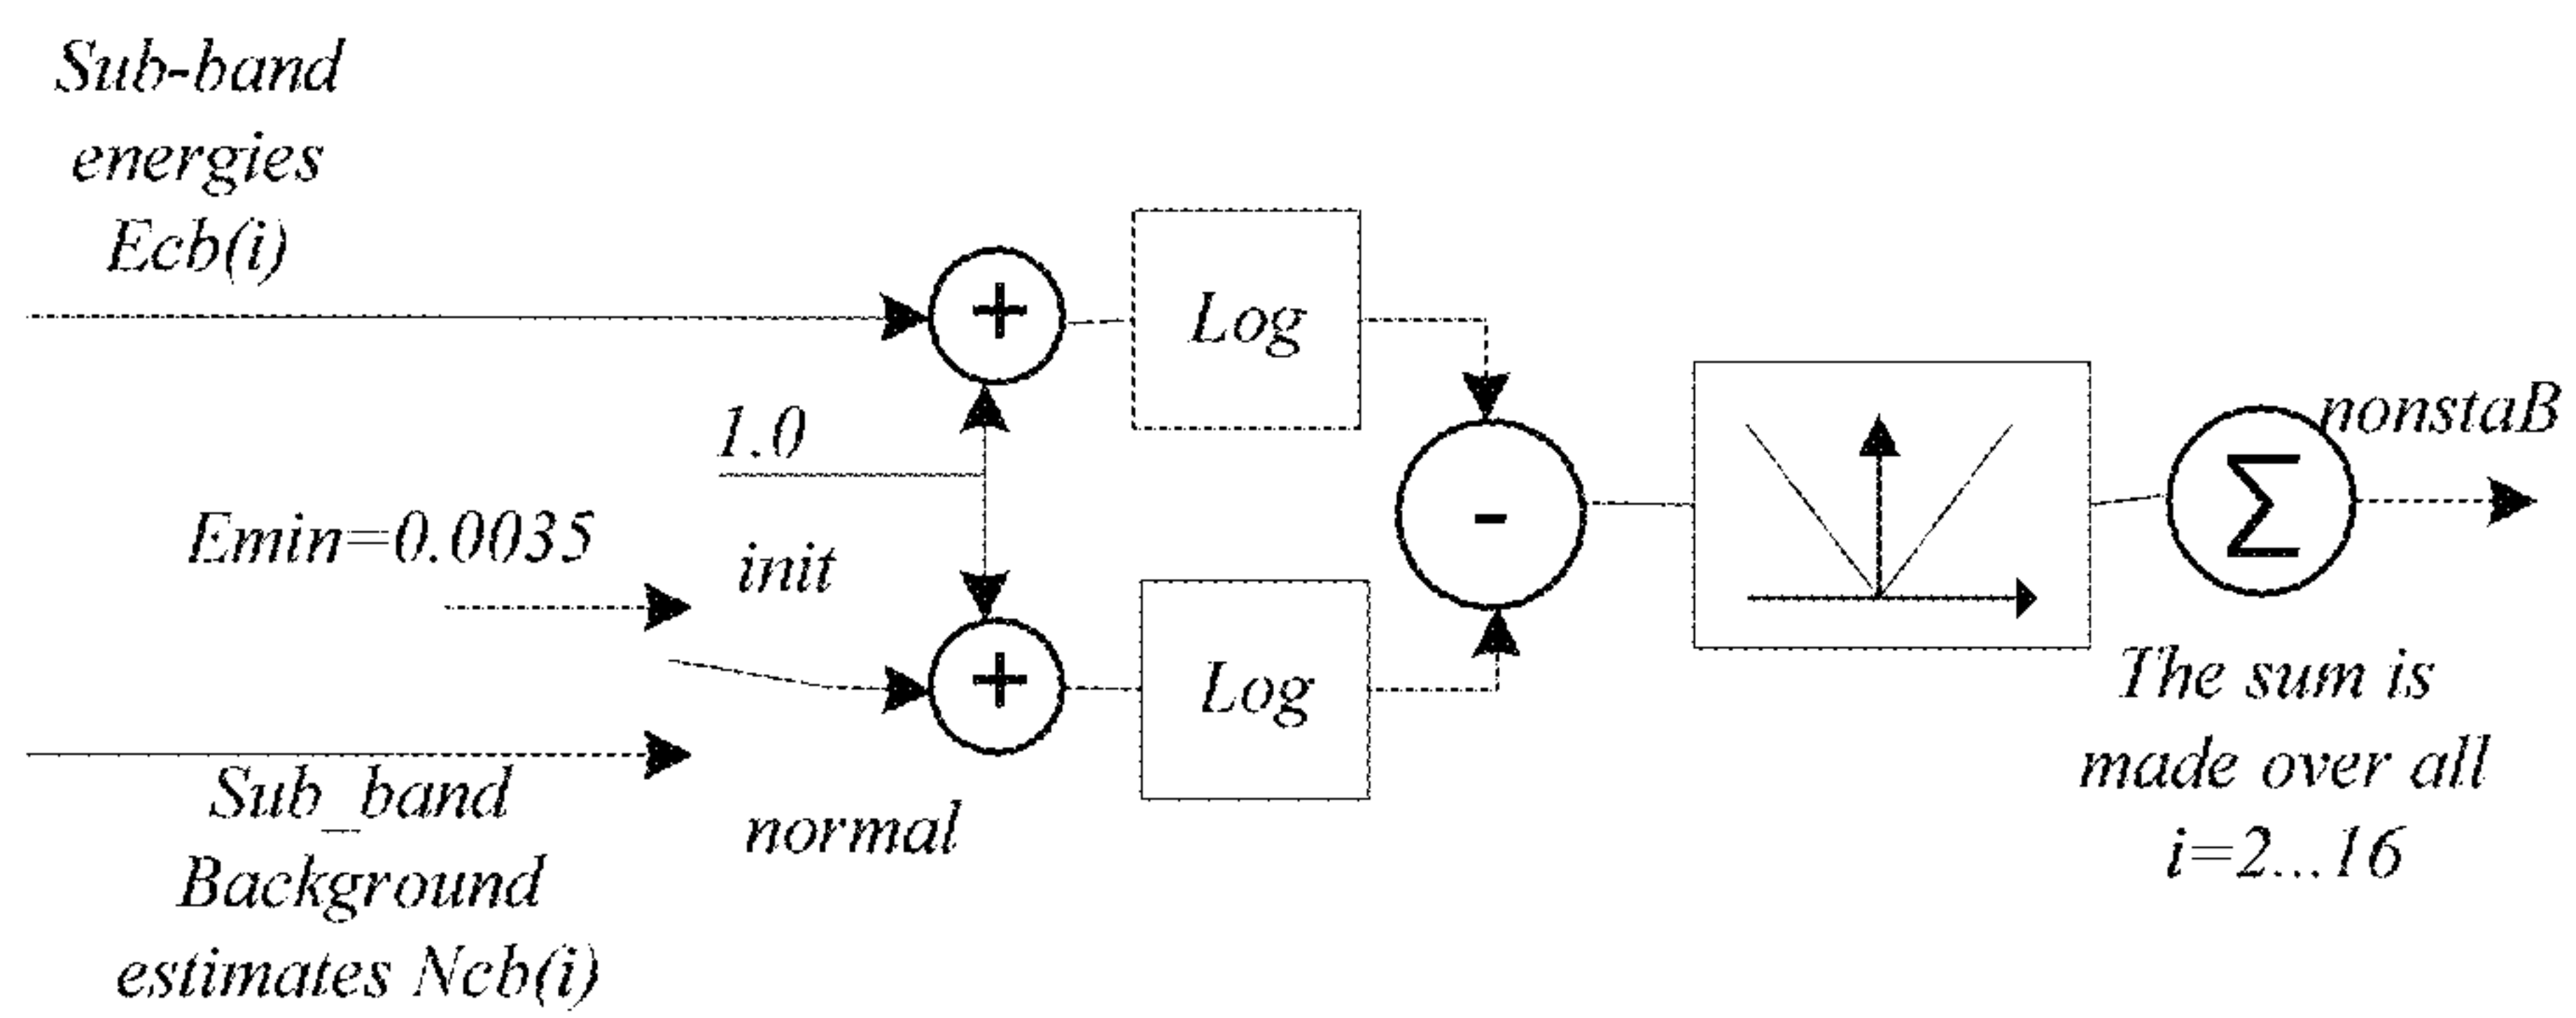 Sub-band
energies
Ecb(i)
+
Log
1.0
nonstaB
Σ
Emin=0.0035
init
-
+
Log
The sum is
made over all
i=2...16
Sub_band
Background
estimates Ncb(i)
normal